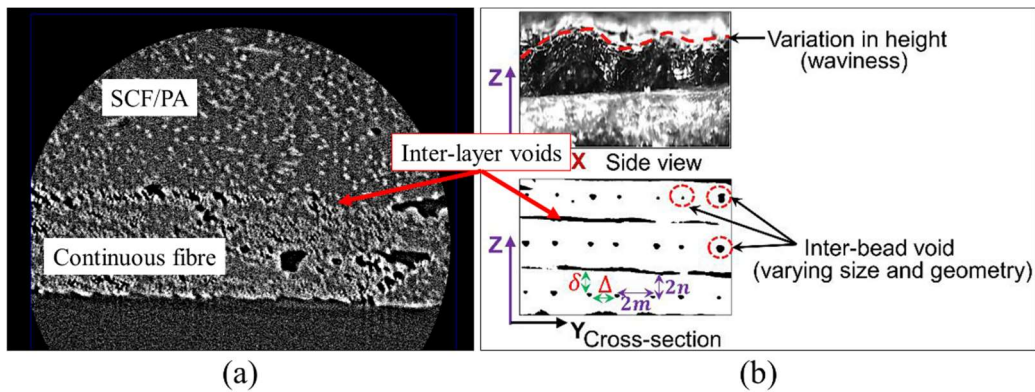 SCF/PA
Continuous fibre
Inter-layer voids
(a)
Z
X Side view
Variation in height
(waviness)
Z
δ Δ 2m 2n
Y Cross-section
Inter-bead void
(varying size and geometry)
(b)